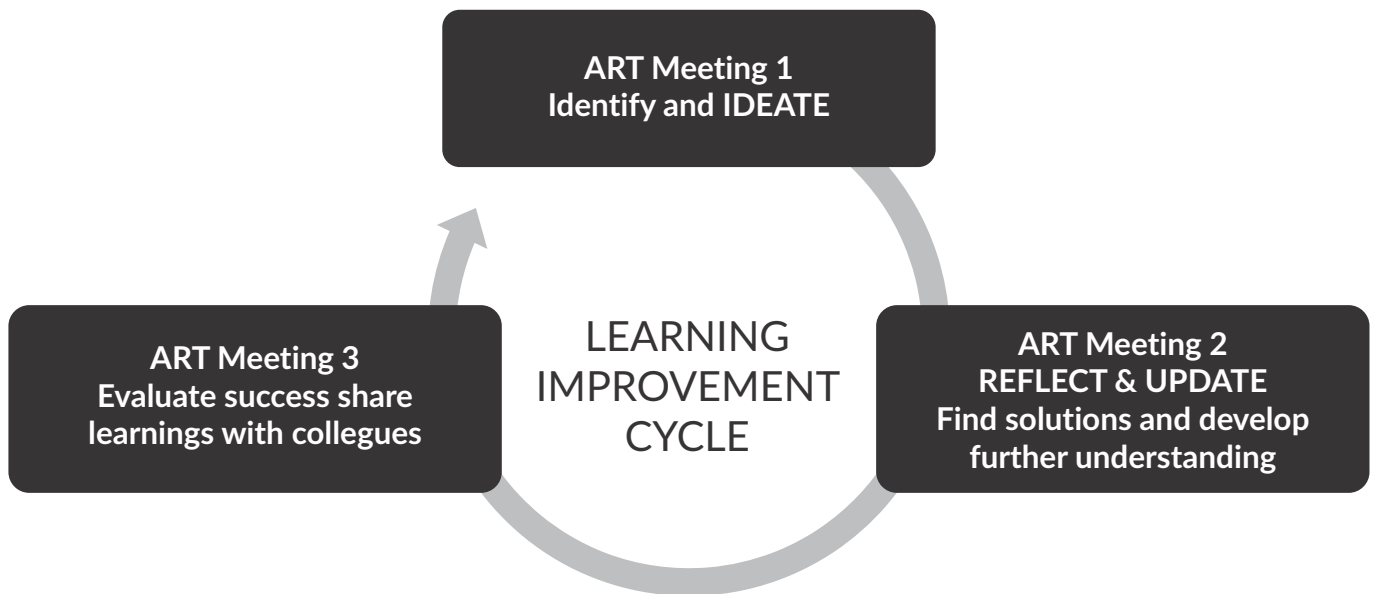 ART Meeting 1
Identify and IDEATE
LEARNING
IMPROVEMENT
CYCLE
ART Meeting 2
REFLECT & UPDATE
Find solutions and develop
further understanding
ART Meeting 3
Evaluate success share
learnings with collegues